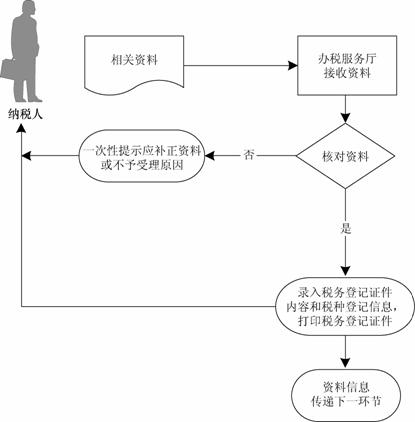 相关资料
办税服务厅
接收资料
纳税人
一次性提示应补正资料
或不予受理原因
否
核对资料
是
录入税务登记证件
内容和税种登记信息，
打印税务登记证件
资料信息
传递下一环节